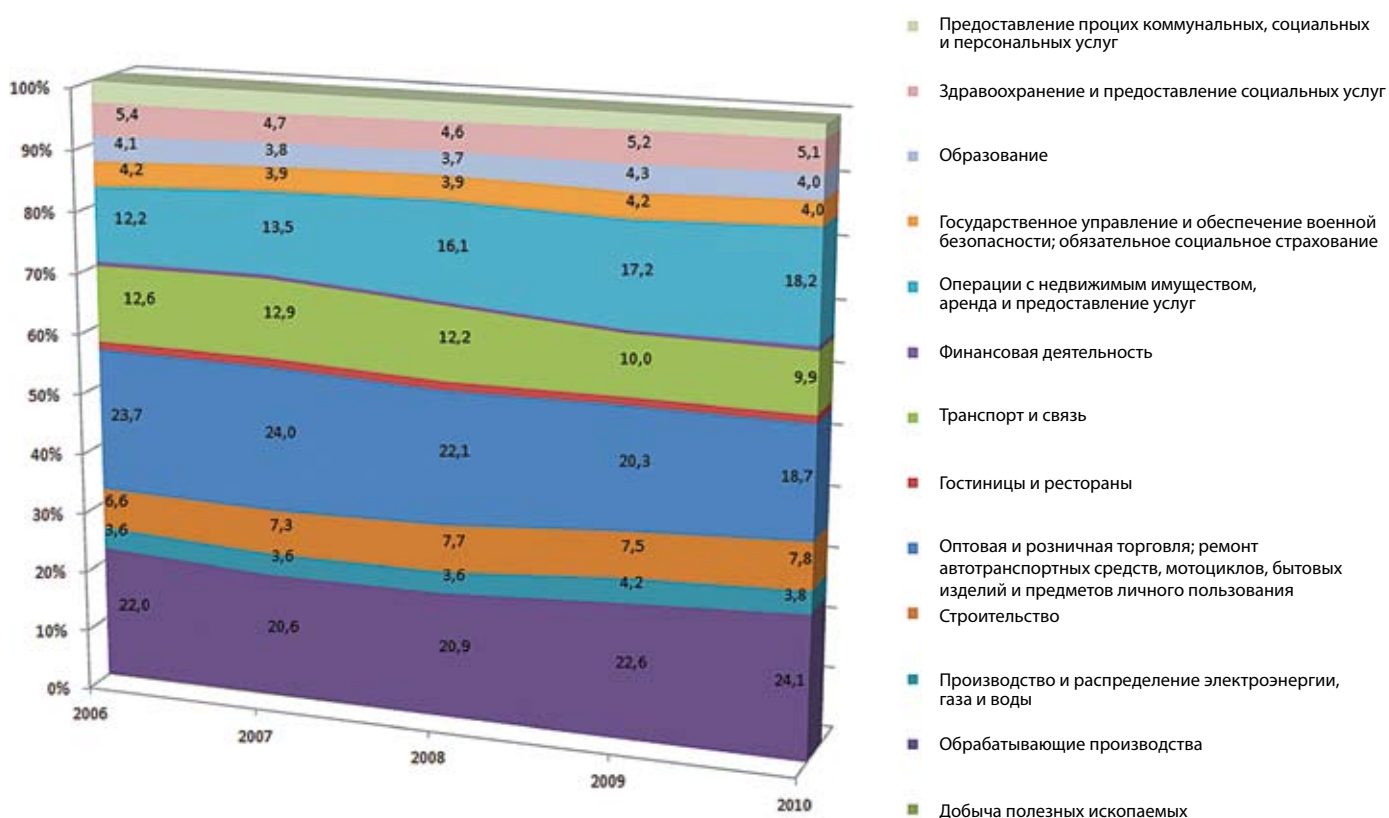 100%
90%
80%
70%
60%
50%
40%
30%
20%
10%
0%
5,4 4,7 4,6 5,2 5,1
4,1 3,8 3,7 4,3 4,0
4,2 3,9 3,9 4,2 4,0
12,2 13,5 16,1 17,2 18,2
12,6 12,9 12,2 10,0 9,9
23,7 24,0 22,1 20,3 18,7
6,6 7,3 7,7 7,5 7,8
3,6 3,6 3,6 4,2 3,8
22,0 20,6 20,9 22,6 24,1
2006 2007 2008 2009 2010
Предоставление процих коммунальных, социальных
и персональных услуг
Здравоохранение и предоставление социальных услуг
Образование
Государственное управление и обеспечение военной
безопасности; обязательное социальное страхование
Операции с недвижимым имуществом,
аренда и предоставление услуг
Финансовая деятельность
Транспорт и связь
Гостиницы и рестораны
Оптовая и розничная торговля; ремонт
автотранспортных средств, мотоциклов, бытовых
изделий и предметов личного пользования
Строительство
Производство и распределение электроэнергии,
газа и воды
Обрабатывающие производства
Добыча полезных ископаемых